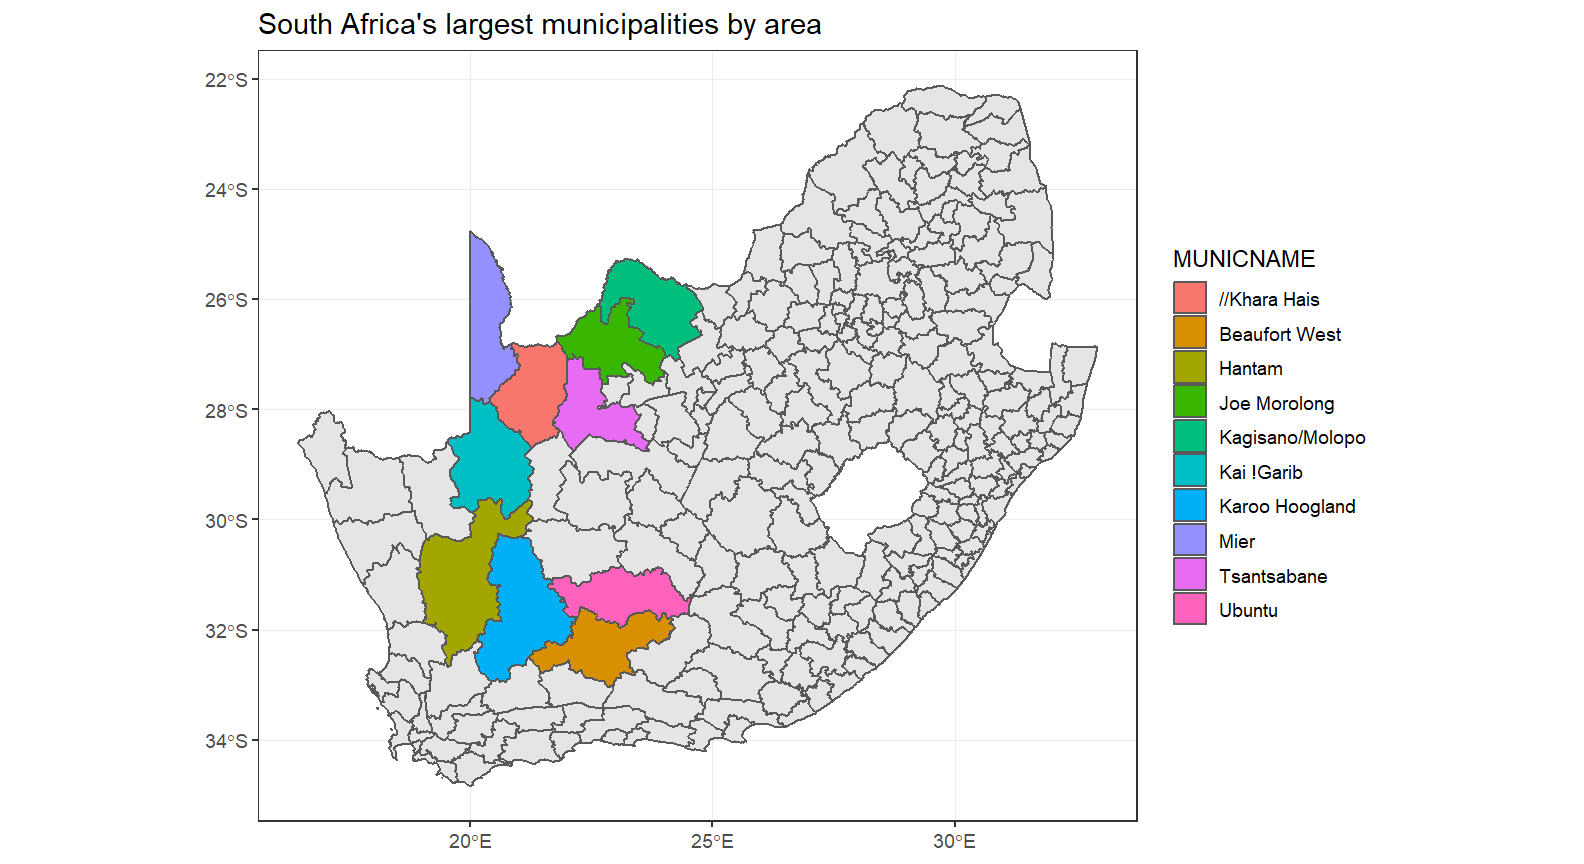 South Africa's largest municipalities by area
22°S
24°S
26°S
28°S
30°S
32°S
34°S
20°E
25°E
30°E
MUNICNAME
//Khara Hais
Beaufort West
Hantam
Joe Morolong
Kagisano/Molopo
Kai !Garib
Karoo Hoogland
Mier
Tsantsabane
Ubuntu